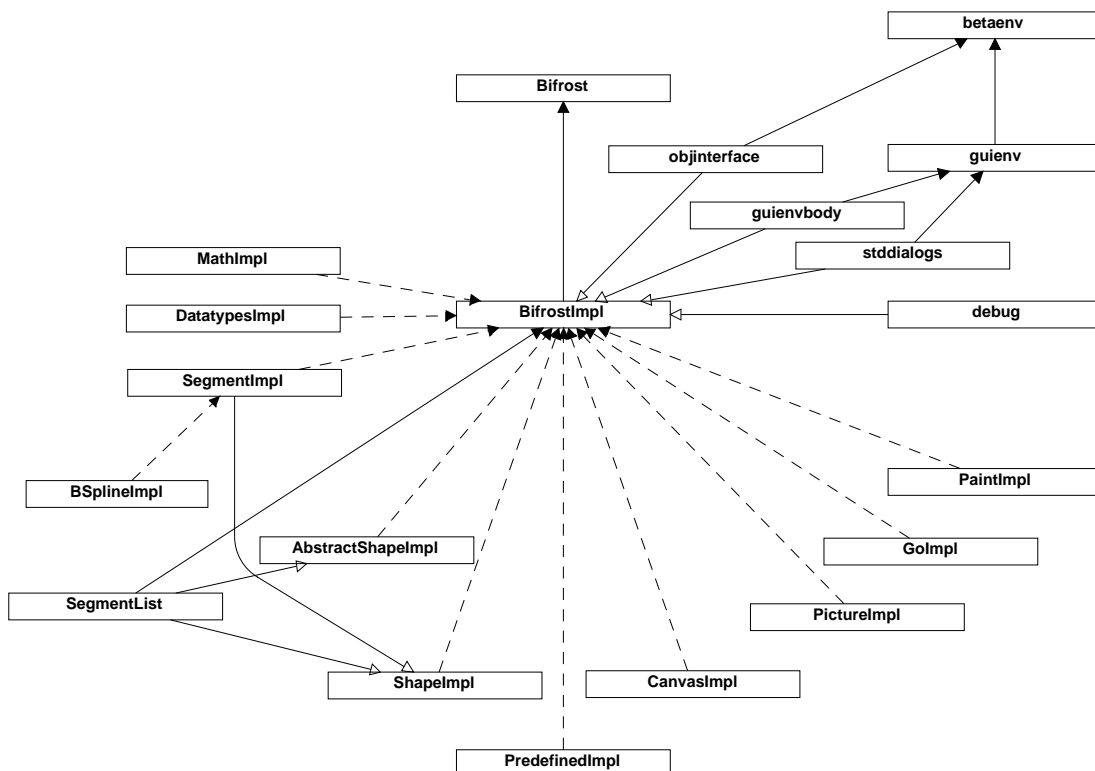 betaenv
Bifrost
objinterface
guienv
guienvbody
stddialogs
MathImpl
DatatypesImpl
BifrostImpl
debug
SegmentImpl
BSplineImpl
PaintImpl
AbstractShapeImpl
GoImpl
SegmentList
PictureImpl
ShapeImpl
CanvasImpl
PredefinedImpl